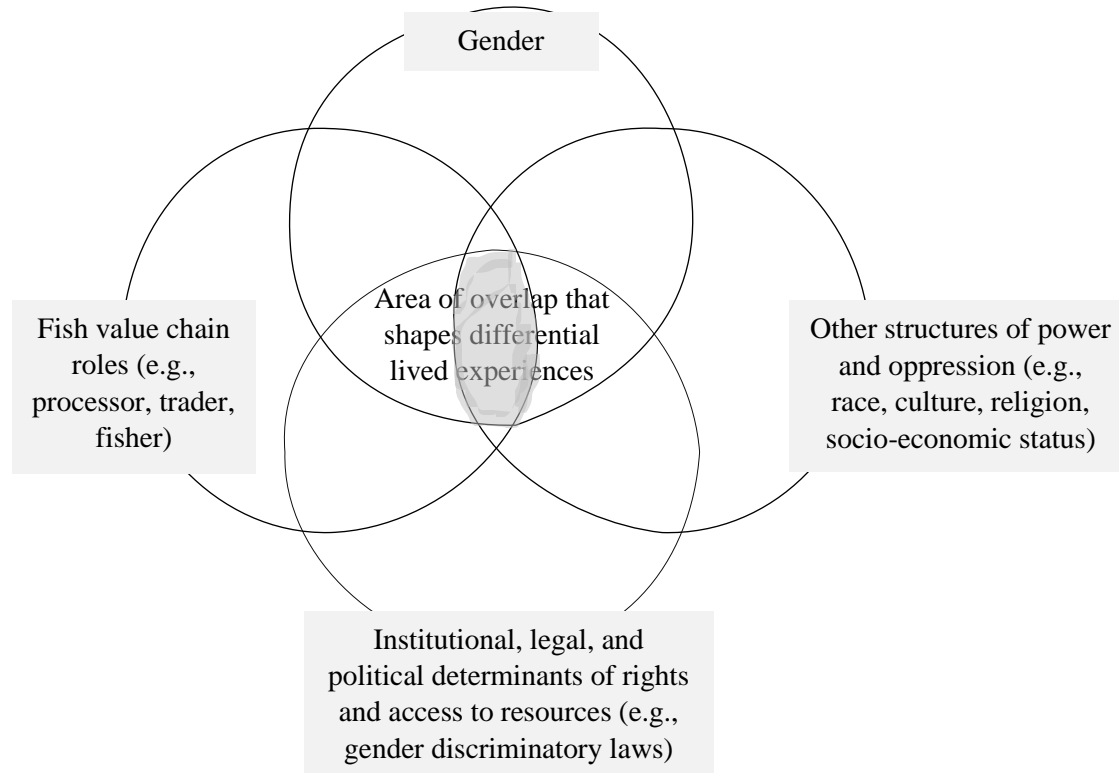 Gender
Area of overlap that
shapes differential
lived experiences
Fish value chain
roles (e.g.,
processor, trader,
fisher)
Other structures of power
and oppression (e.g.,
race, culture, religion,
socio-economic status)
Institutional, legal, and
political determinants of rights
and access to resources (e.g.,
gender discriminatory laws)